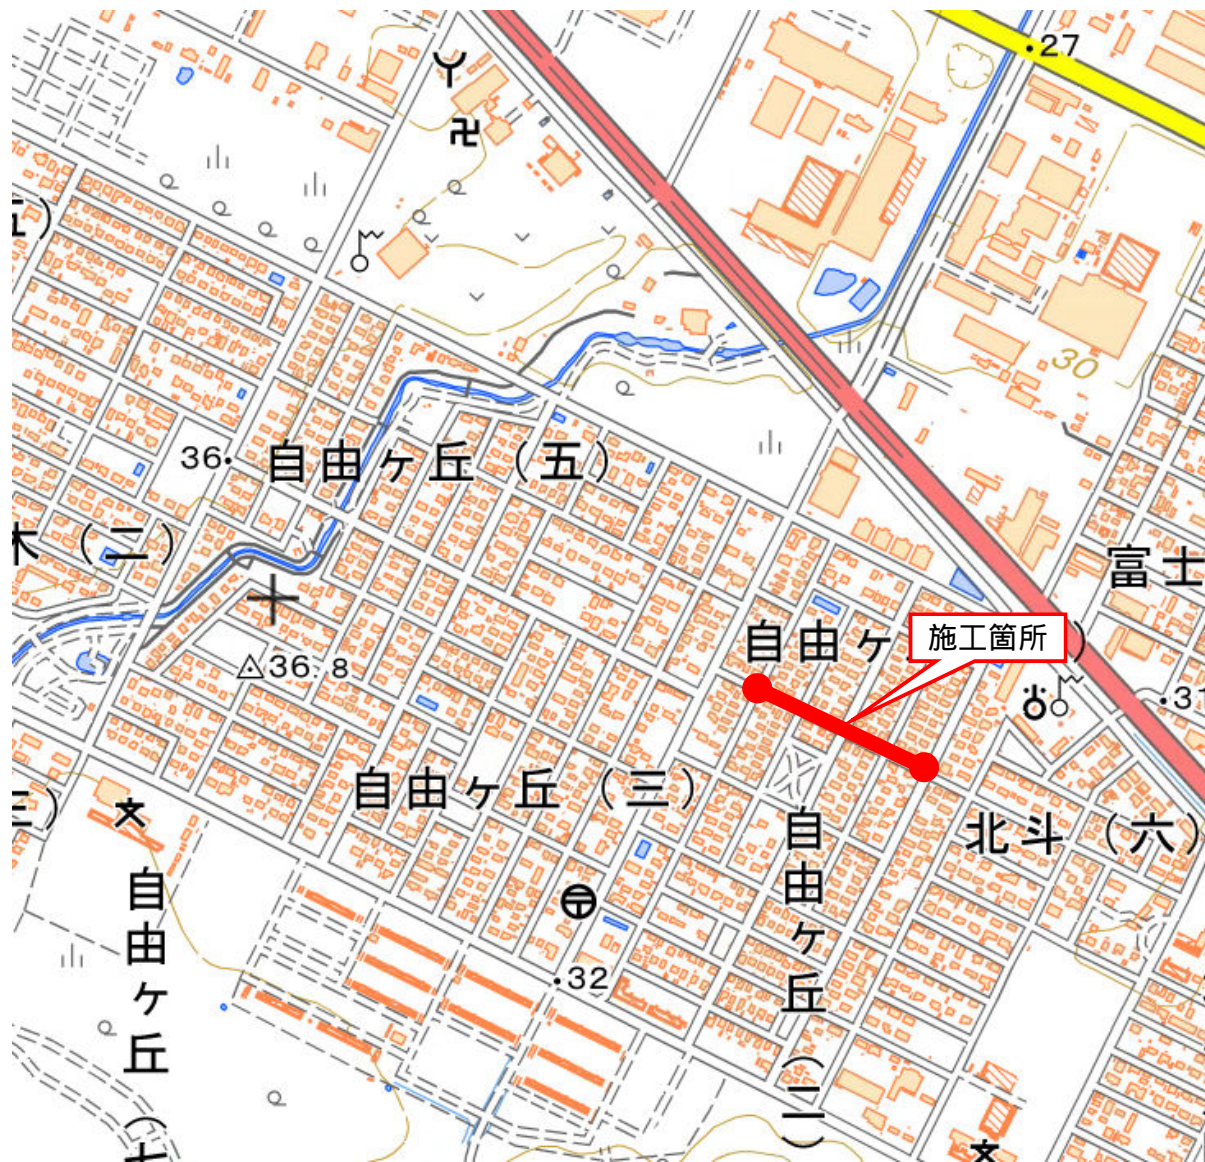 27
30
36
自由ヶ丘（五）
木（二）
富士
自由ヶ
）
施工箇所
36.8
31
自由ヶ丘（三）
三）
自由ヶ丘（二）
北斗（六）
自由ヶ丘（七
32